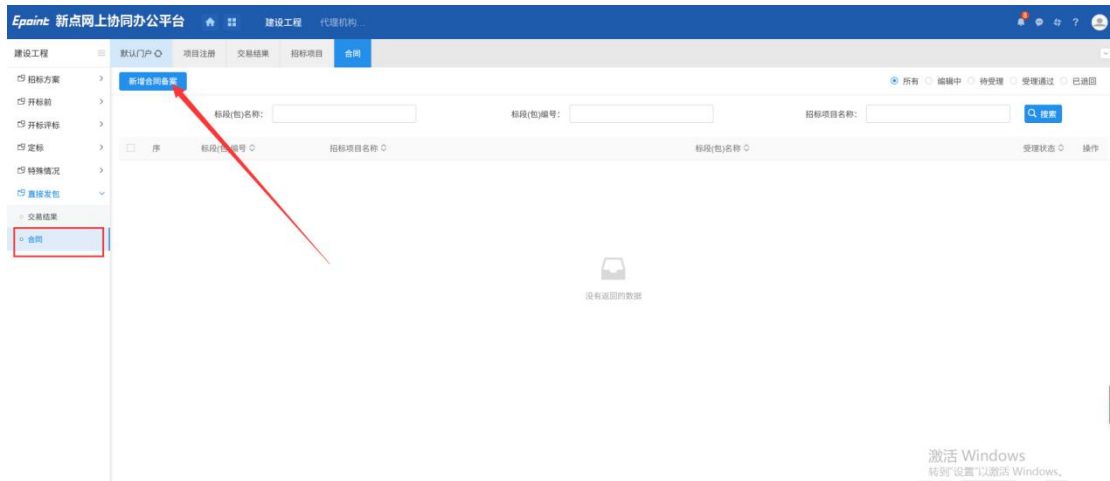 Epoint 新点网上协同办公平台 建设工程 代理机构... ?
建设工程 默认门户 项目注册 交易结果 招标项目 合同
招标方案 新增合同备案 所有 编辑中 待受理 受理通过 已退回
开标前 标段(包)名称: 标段(包)编号: 招标项目名称: 搜索
开标评标
定标 序 标段(包)编号 招标项目名称 标段(包)名称 受理状态 操作
特殊情况
直接发包
交易结果
合同
没有返回的数据
激活 Windows
转到"设置"以激活 Windows。